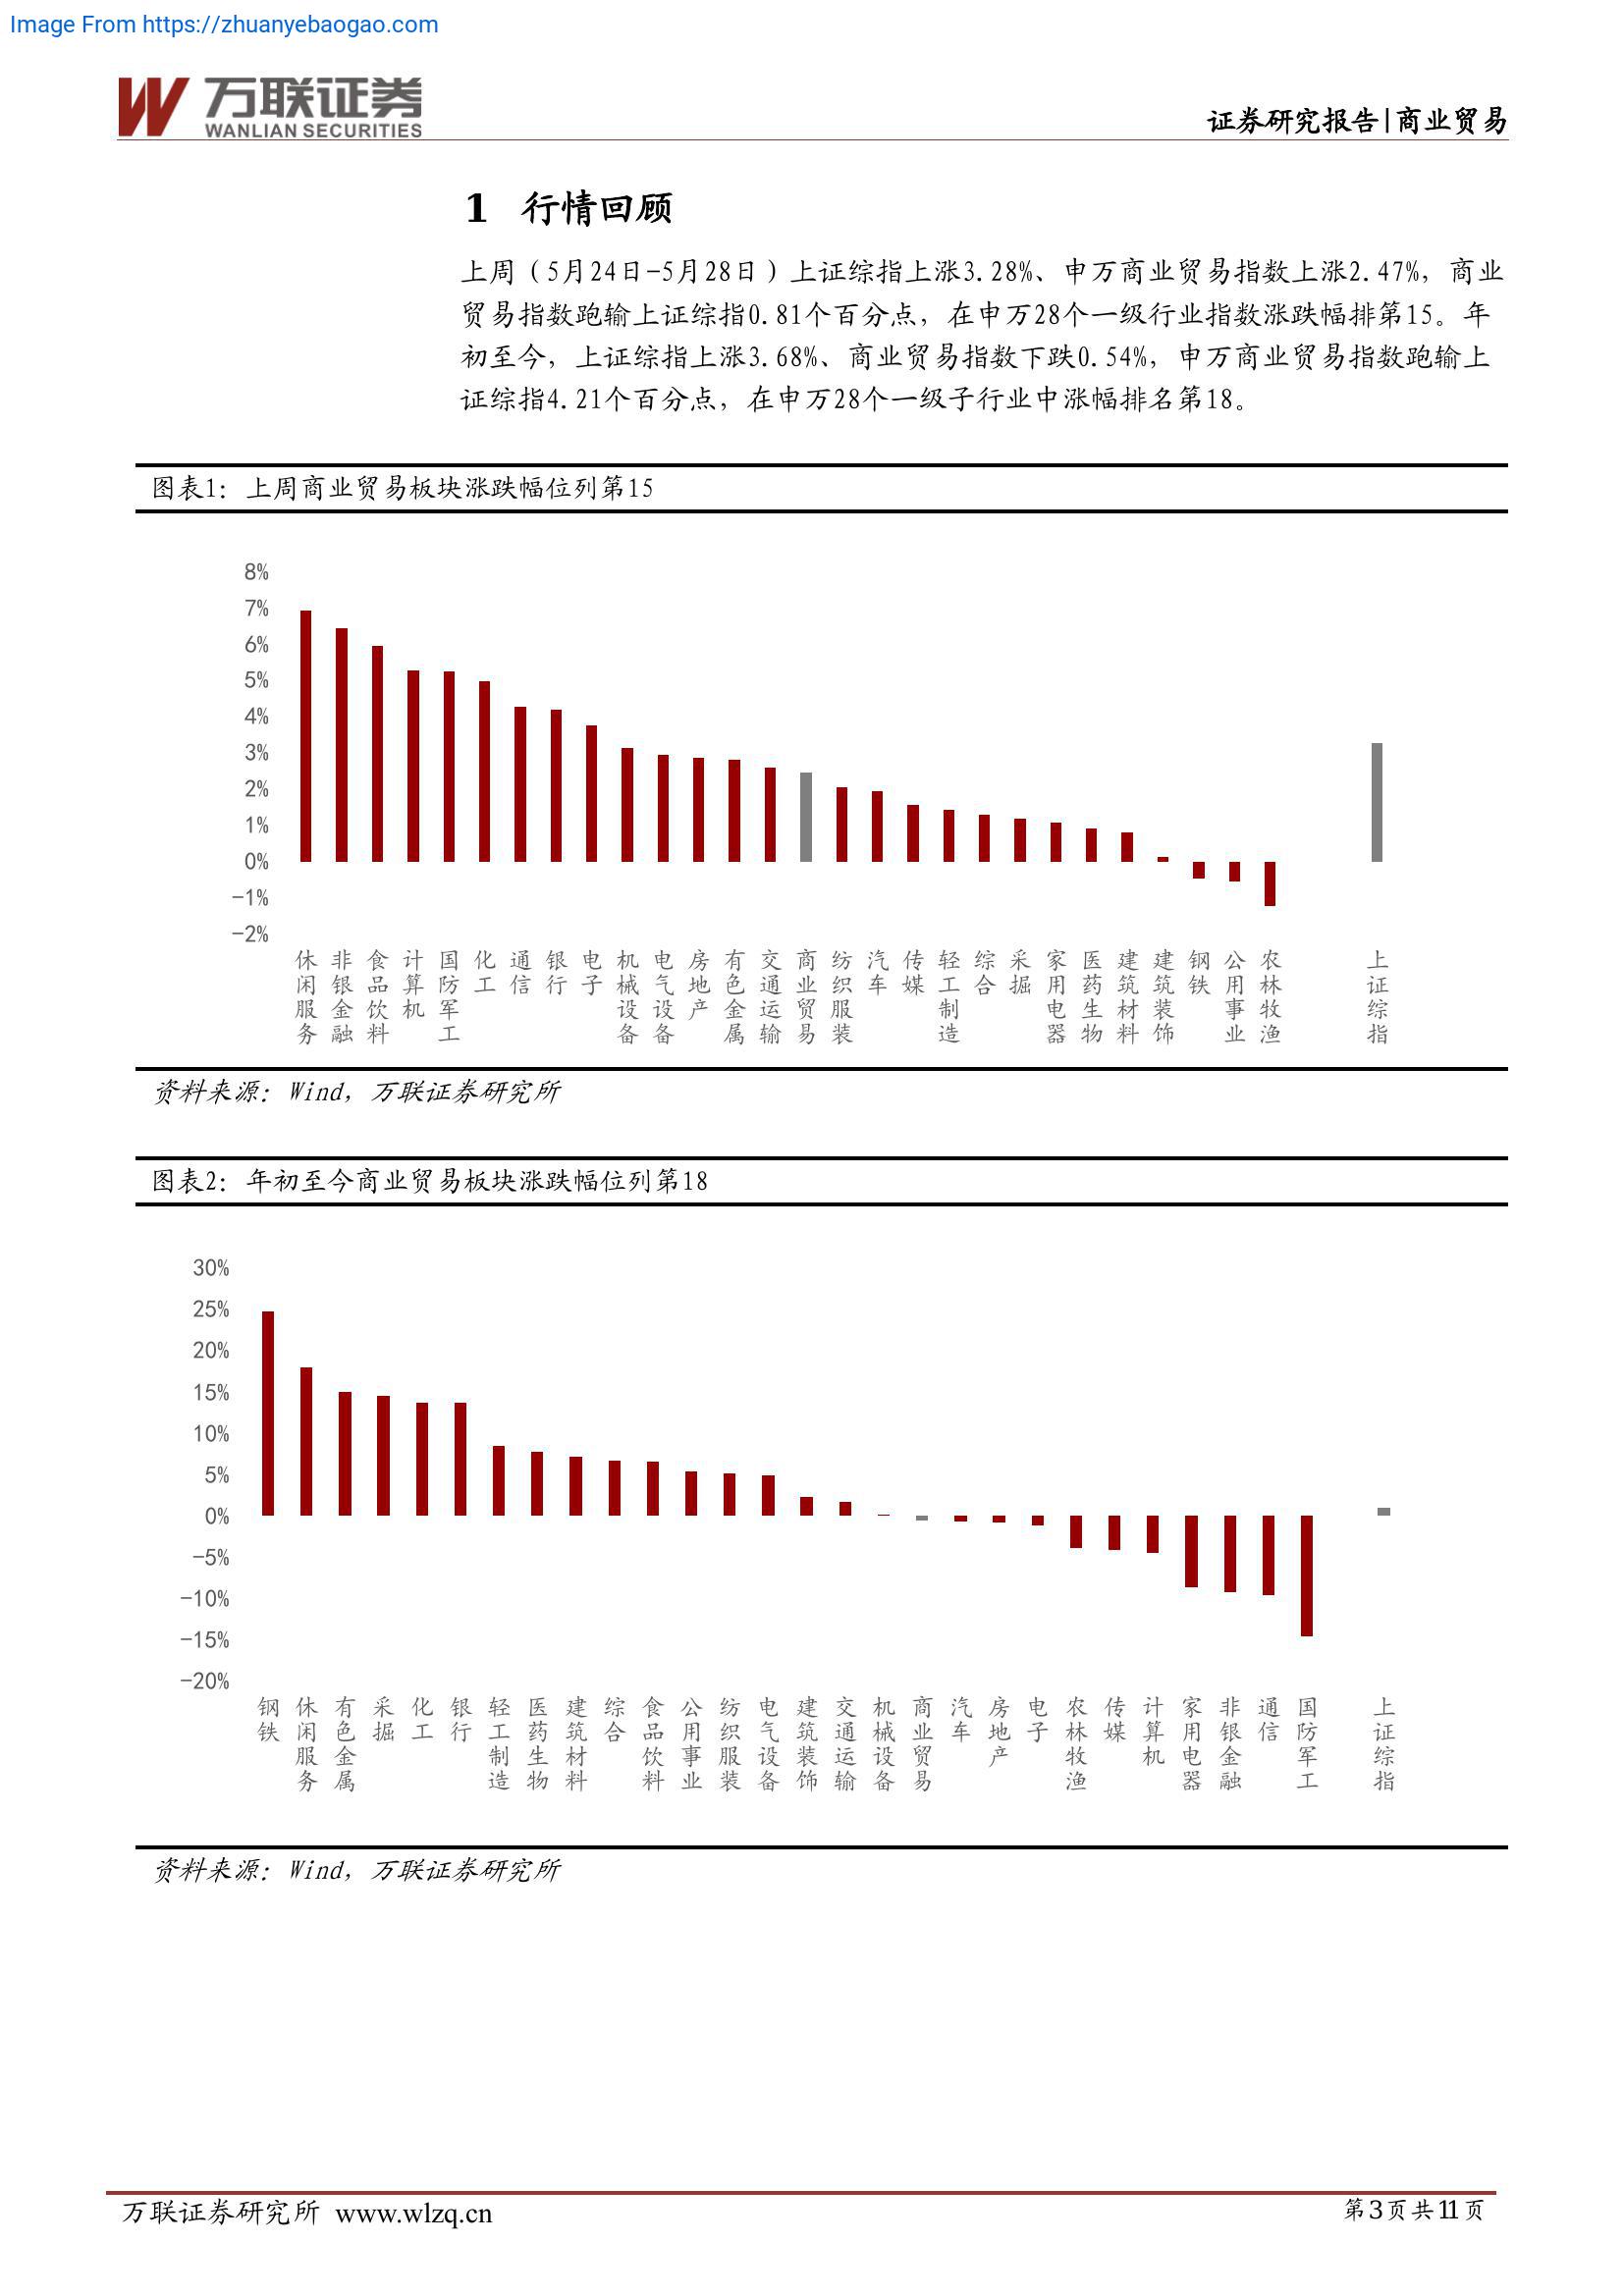 Image From https://zhuanyebaogao.com
万联证券
WANLIAN SECURITIES
证券研究报告|商业贸易
1 行情回顾
上周（5月24日-5月28日）上证综指上涨3.28%、申万商业贸易指数上涨2.47%，商业
贸易指数跑输上证综指0.81个百分点，在申万28个一级行业指数涨跌幅排第15。年
初至今，上证综指上涨3.68%、商业贸易指数下跌0.54%，申万商业贸易指数跑输上
证综指4.21个百分点，在申万28个一级子行业中涨幅排名第18。
图表1：上周商业贸易板块涨跌幅位列第15
8%
7%
6%
5%
4%
3%
2%
1%
0%
-1%
-2%
休闲服务
非银金融
食品饮料
计算机
国防军工
化工
通信
银行
电子
机械设备
电气设备
房地产
有色金属
交通运输
商业贸易
纺织服装
汽车
传媒
轻工制造
综合
采掘
家用电器
医药生物
建筑材料
建筑装饰
钢铁
公用事业
农林牧渔
上证综指
资料来源：Wind，万联证券研究所
图表2：年初至今商业贸易板块涨跌幅位列第18
30%
25%
20%
15%
10%
5%
0%
-5%
-10%
-15%
-20%
钢铁
休闲服务
有色金属
采掘
化工
银行
轻工制造
医药生物
建筑材料
综合
食品饮料
公用事业
纺织服装
电气设备
建筑装饰
交通运输
机械设备
商业贸易
汽车
房地产
电子
农林牧渔
传媒
计算机
家用电器
非银金融
通信
国防军工
上证综指
资料来源：Wind，万联证券研究所
万联证券研究所 www.wlzq.cn
第3页共11页